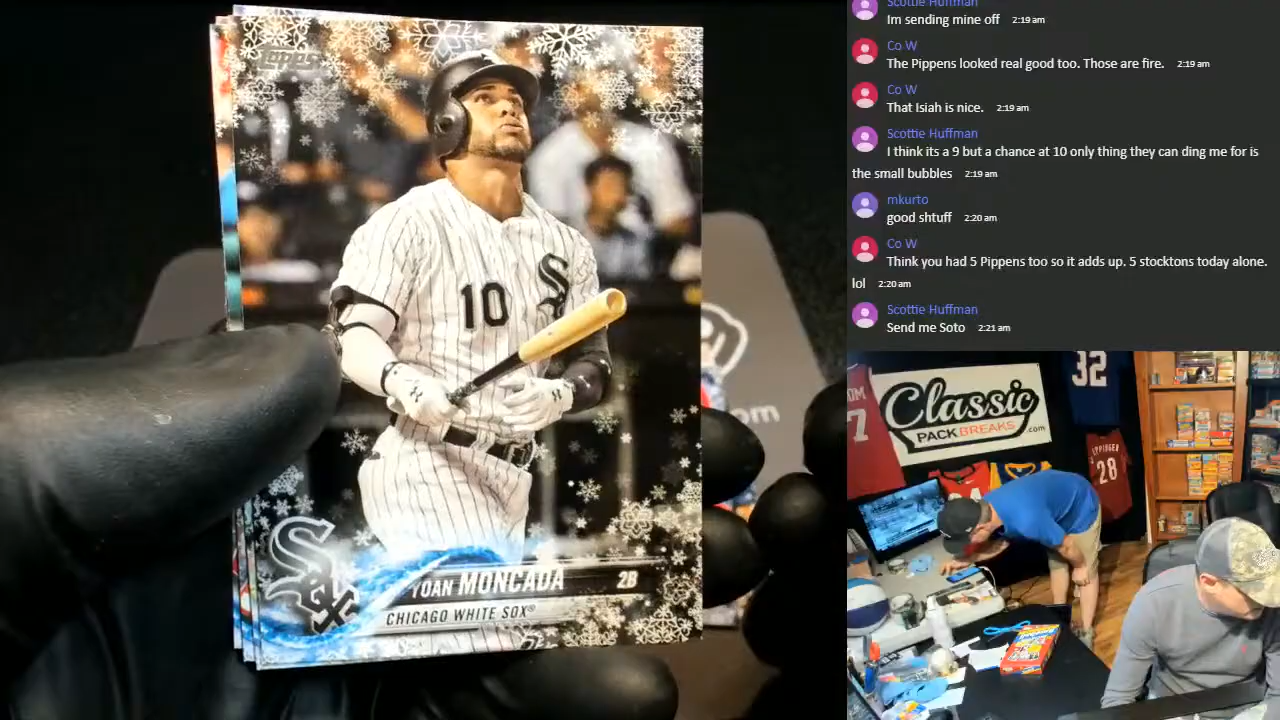 Topps
10
YOAN MONCADA 2B
CHICAGO WHITE SOX®
Scottie Huffman
Im sending mine off 2:19 am
Co W
The Pippens looked real good too. Those are fire. 2:19 am
Co W
That Isiah is nice. 2:19 am
Scottie Huffman
I think its a 9 but a chance at 10 only thing they can ding me for is
the small bubbles 2:19 am
mkurto
good shtuff 2:20 am
Co W
Think you had 5 Pippens too so it adds up. 5 stocktons today alone.
lol 2:20 am
Scottie Huffman
Send me Soto 2:21 am
Classic
PACKBREAKS
.com
32
7
28